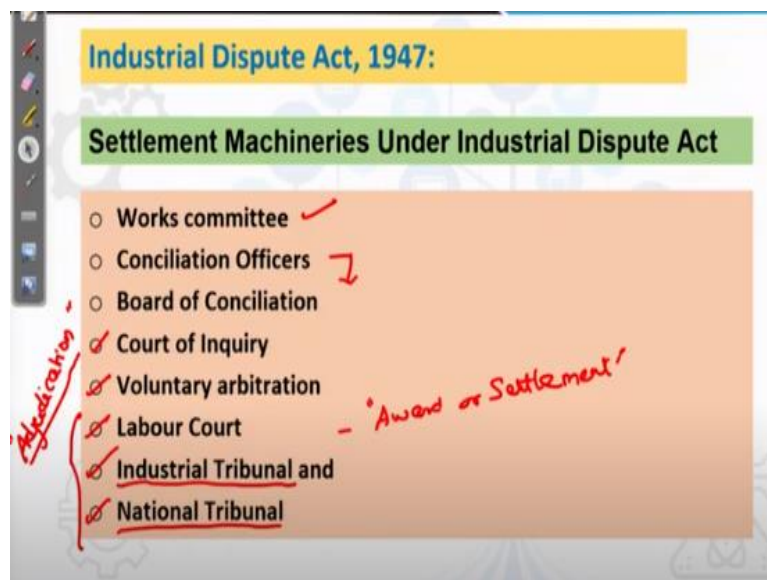 Industrial Dispute Act, 1947:
Settlement Machineries Under Industrial Dispute Act
Works committee
Conciliation Officers
Board of Conciliation
Court of Inquiry
Voluntary arbitration
Labour Court
Industrial Tribunal and
National Tribunal
"Adjudication"
- "Award or Settlement"